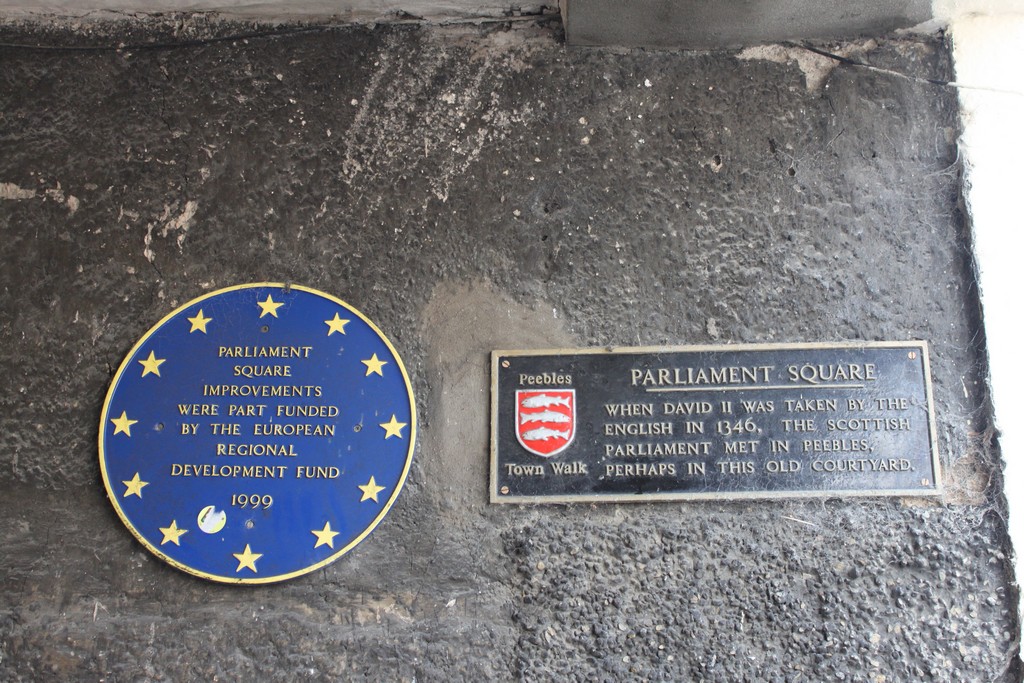 PARLIAMENT
SQUARE
IMPROVEMENTS
WERE PART FUNDED
BY THE EUROPEAN
REGIONAL
DEVELOPMENT FUND
1999
Peebles
Town Walk
PARLIAMENT SQUARE
WHEN DAVID II WAS TAKEN BY THE
ENGLISH IN 1346, THE SCOTTISH
PARLIAMENT MET IN PEEBLES,
PERHAPS IN THIS OLD COURTYARD.